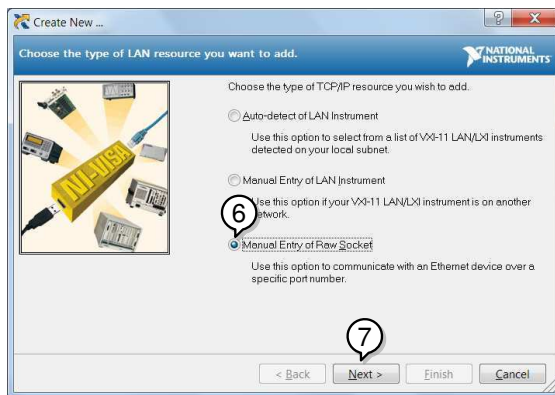 Create New ...
Choose the type of LAN resource you want to add.
NATIONAL
INSTRUMENTS
Choose the type of TCP/IP resource you wish to add.
Auto-detect of LAN Instrument
Use this option to select from a list of VXI-11 LAN/LXI instruments
detected on your local subnet.
Manual Entry of LAN Instrument
Use this option if your VXI-11 LAN/LXI instrument is on another
network.
6
Manual Entry of Raw Socket
Use this option to communicate with an Ethernet device over a
specific port number.
NI-VISA
7
< Back
Next >
Finish
Cancel